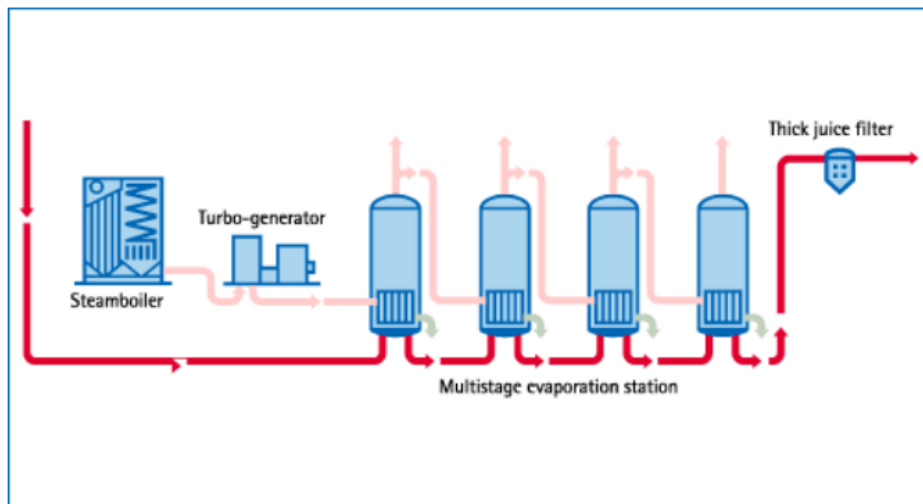 Thick juice filter
Turbo-generator
Steamboiler
Multistage evaporation station